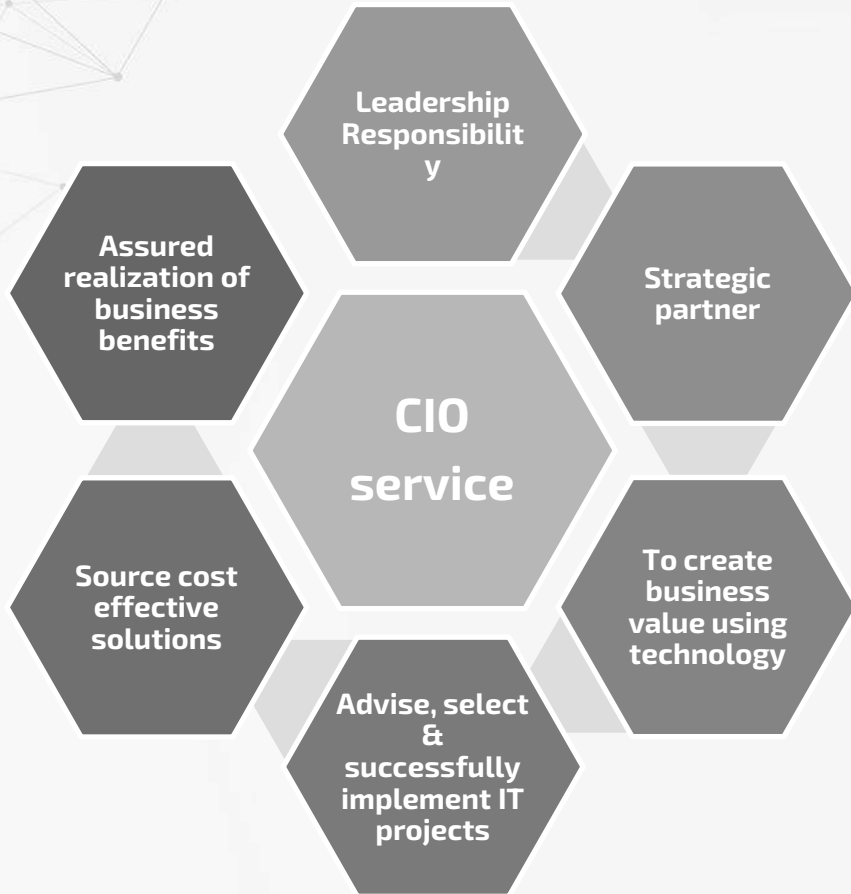 Leadership
Responsibilit
y
Strategic
partner
To create
business
value using
technology
Advise, select
&
successfully
implement IT
projects
Source cost
effective
solutions
Assured
realization of
business
benefits
CIO
service